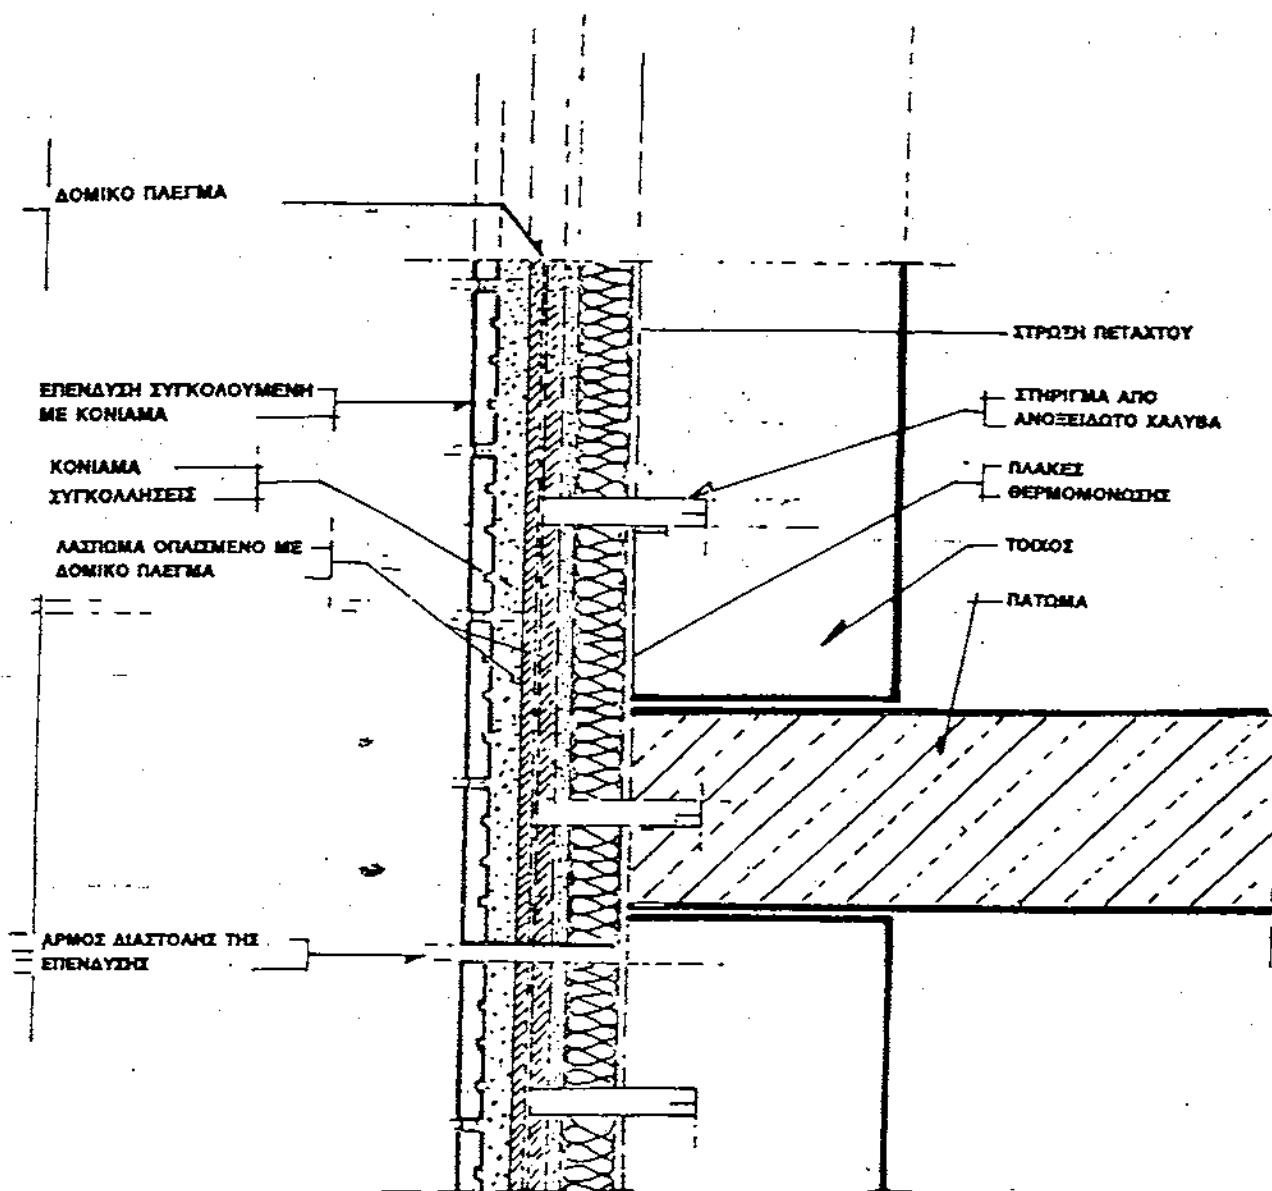 ΔΟΜΙΚΟ ΠΛΕΓΜΑ
ΕΠΕΝΔΥΣΗ ΣΥΓΚΟΛΟΥΜΕΝΗ
ΜΕ ΚΟΝΙΑΜΑ
ΚΟΝΙΑΜΑ
ΣΥΓΚΟΛΛΗΣΕΙΣ
ΛΑΣΠΩΜΑ ΟΠΛΙΣΜΕΝΟ ΜΕ
ΔΟΜΙΚΟ ΠΛΕΓΜΑ
ΑΡΜΟΣ ΔΙΑΣΤΟΛΗΣ ΤΗΣ
ΕΠΕΝΔΥΣΗΣ
ΣΤΡΩΣΗ ΠΕΤΑΧΤΟΥ
ΣΤΗΡΙΓΜΑ ΑΠΟ
ΑΝΟΞΕΙΔΩΤΟ ΧΑΛΥΒΑ
ΠΛΑΚΕΣ
ΘΕΡΜΟΜΟΝΩΣΗΣ
ΤΟΙΧΟΣ
ΠΑΤΩΜΑ